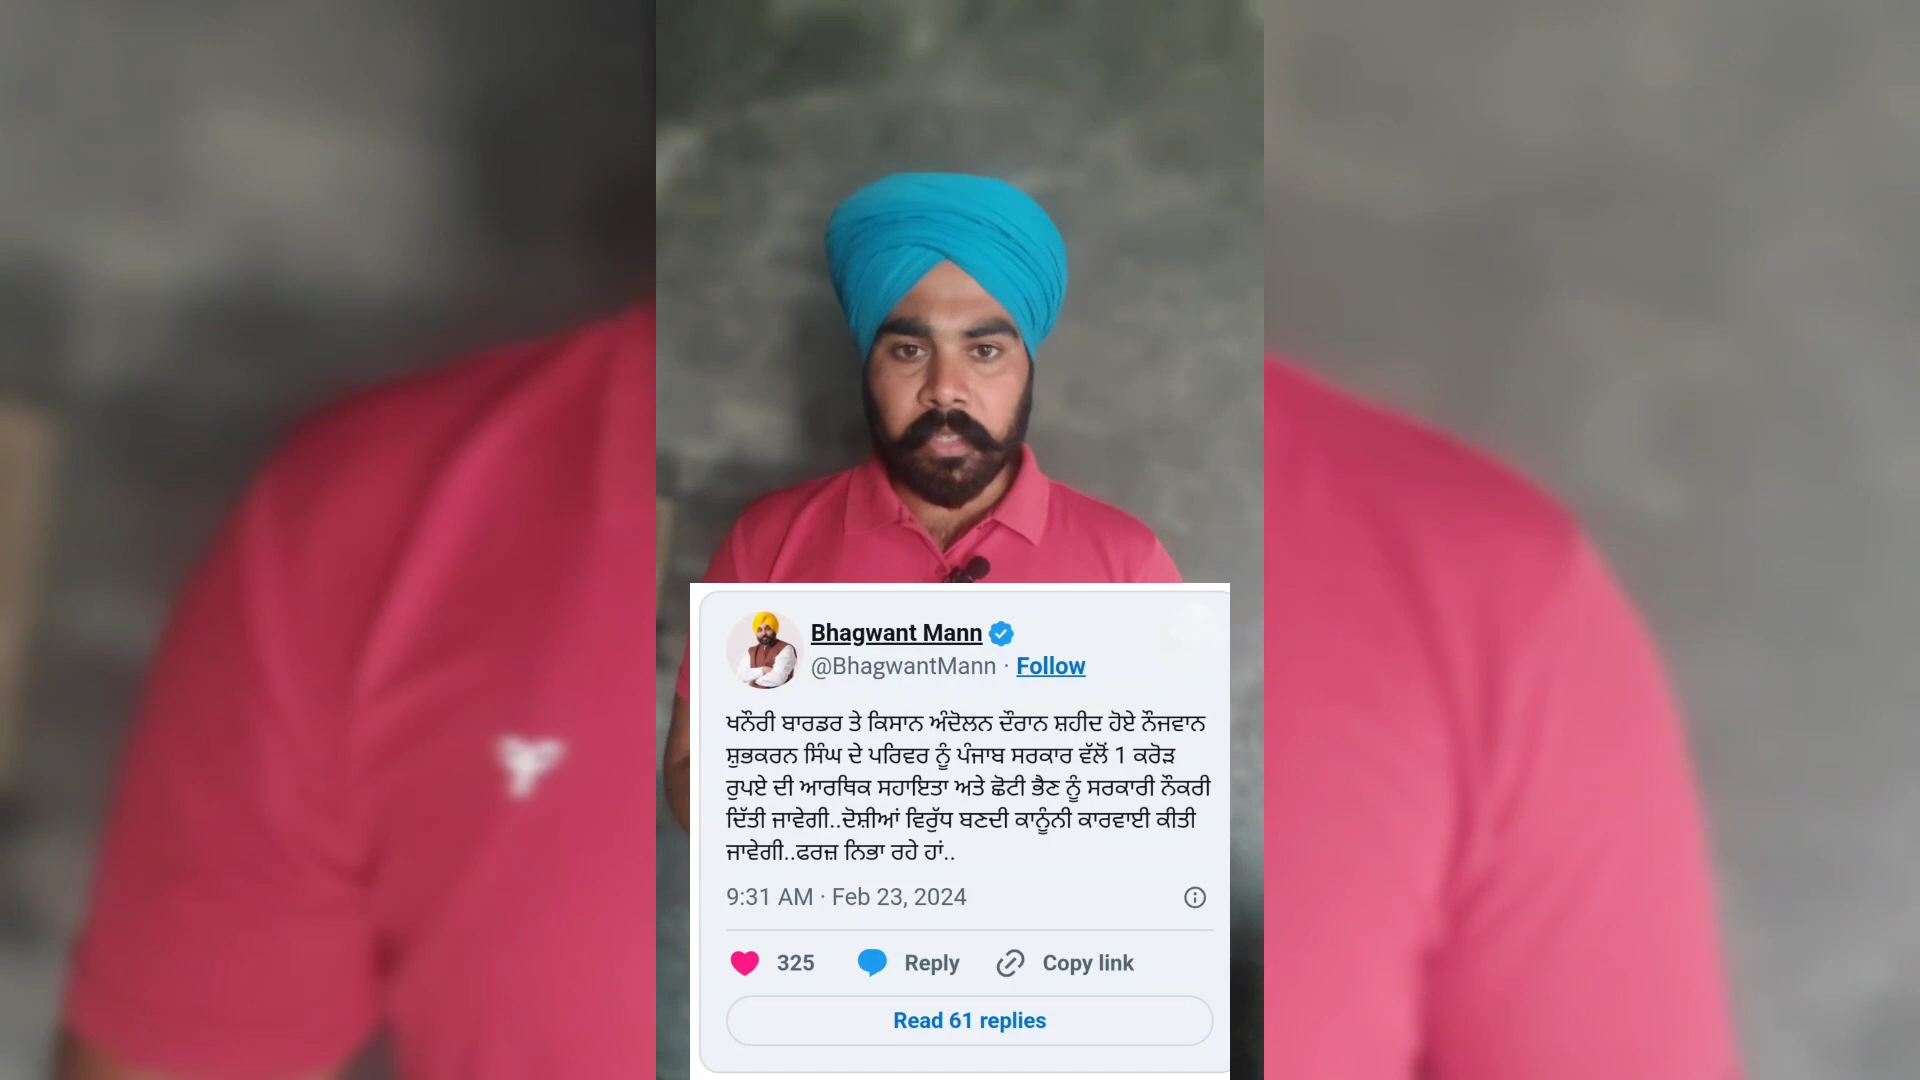 Bhagwant Mann
@BhagwantMann · Follow
ਖਨੌਰੀ ਬਾਰਡਰ ਤੇ ਕਿਸਾਨ ਅੰਦੋਲਨ ਦੌਰਾਨ ਸ਼ਹੀਦ ਹੋਏ ਨੌਜਵਾਨ
ਸ਼ੁਭਕਰਨ ਸਿੰਘ ਦੇ ਪਰਿਵਰ ਨੂੰ ਪੰਜਾਬ ਸਰਕਾਰ ਵੱਲੋਂ 1 ਕਰੋੜ
ਰੁਪਏ ਦੀ ਆਰਥਿਕ ਸਹਾਇਤਾ ਅਤੇ ਛੋਟੀ ਭੈਣ ਨੂੰ ਸਰਕਾਰੀ ਨੌਕਰੀ
ਦਿੱਤੀ ਜਾਵੇਗੀ..ਦੋਸ਼ੀਆਂ ਵਿਰੁੱਧ ਬਣਦੀ ਕਾਨੂੰਨੀ ਕਾਰਵਾਈ ਕੀਤੀ
ਜਾਵੇਗੀ..ਫਰਜ਼ ਨਿਭਾ ਰਹੇ ਹਾਂ..
9:31 AM · Feb 23, 2024
325 Reply Copy link
Read 61 replies